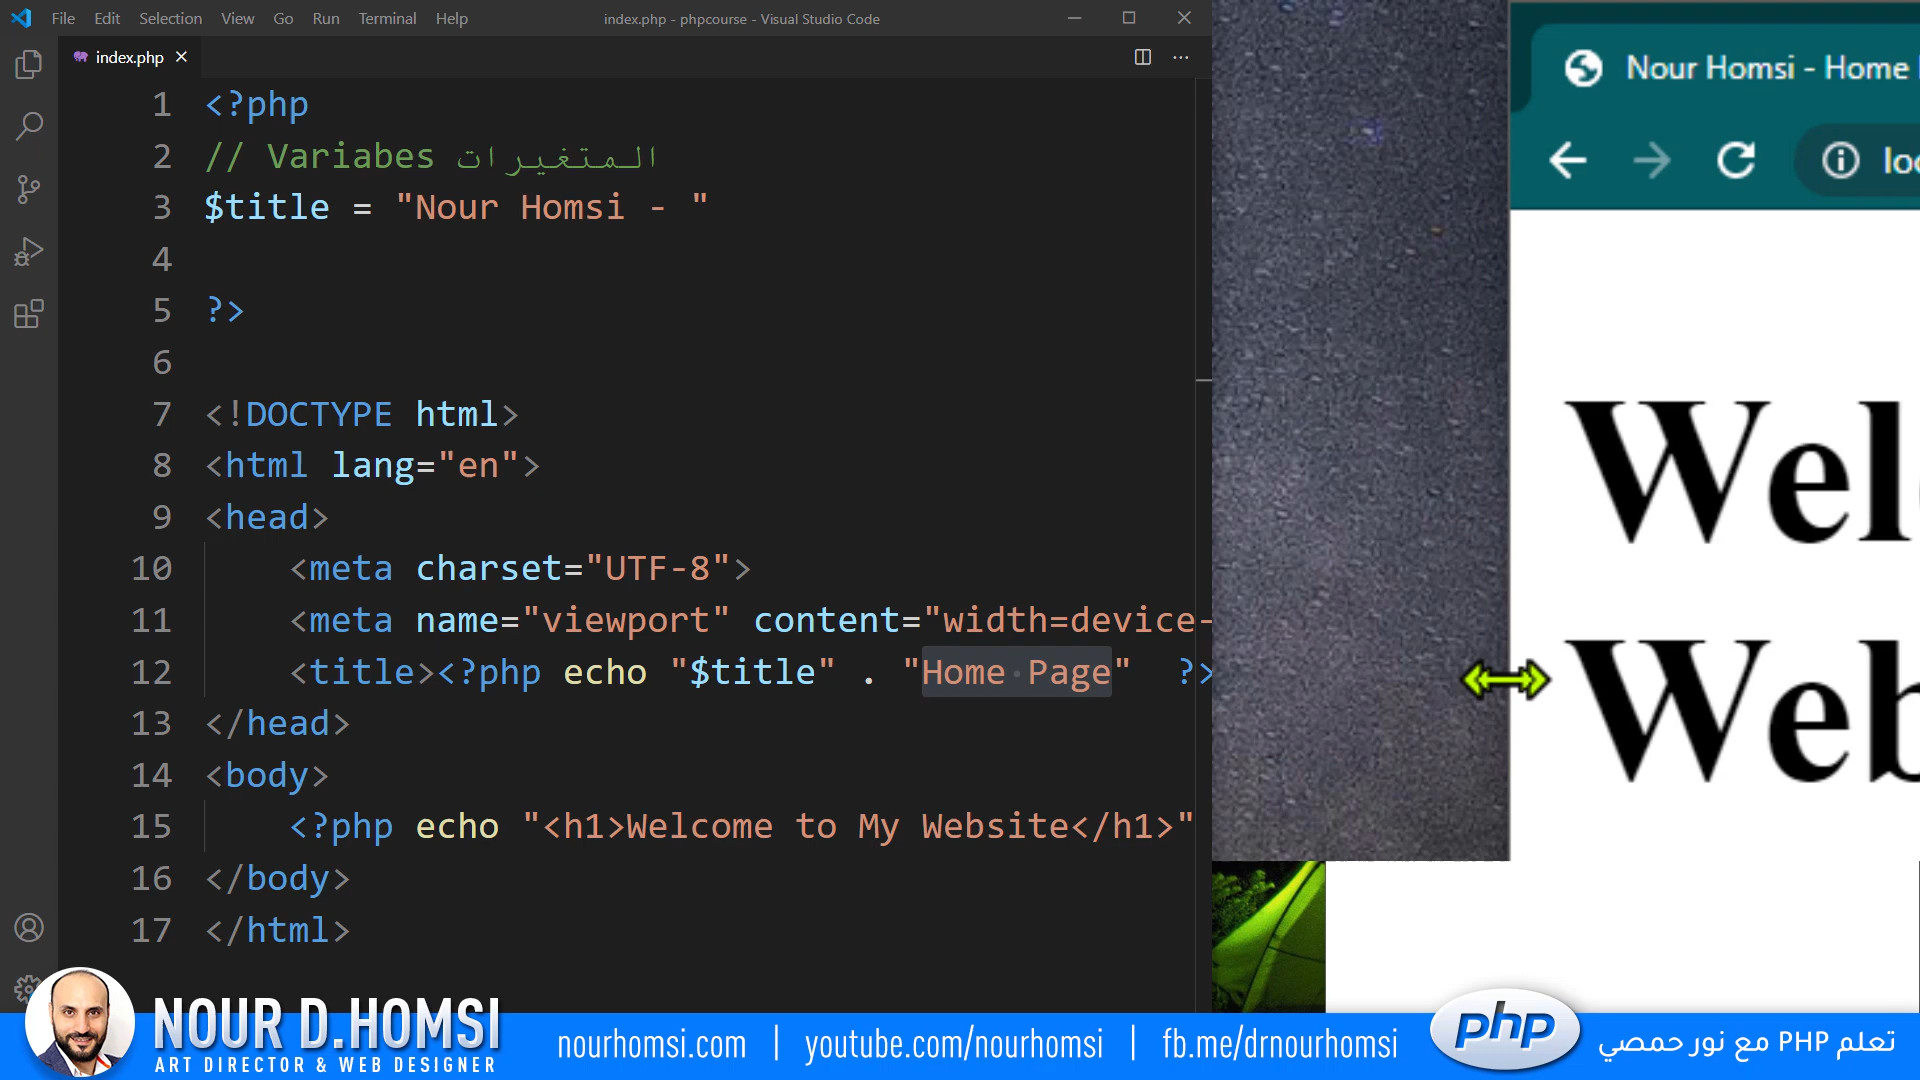 File Edit Selection View Go Run Terminal Help
index.php - phpcourse - Visual Studio Code
index.php
1 <?php
2 // Variabes المتغيرات
3 $title = "Nour Homsi - "
4
5 ?>
6
7 <!DOCTYPE html>
8 <html lang="en">
9 <head>
10 <meta charset="UTF-8">
11 <meta name="viewport" content="width=device-
12 <title><?php echo "$title" . "Home Page" ?>
13 </head>
14 <body>
15 <?php echo "<h1>Welcome to My Website</h1>"
16 </body>
17 </html>
Nour Homsi - Home
loc
Wel
Web
NOUR D.HOMSI
ART DIRECTOR & WEB DESIGNER
nourhomsi.com | youtube.com/nourhomsi | fb.me/drnourhomsi
php
تعلم PHP مع نور حمصي